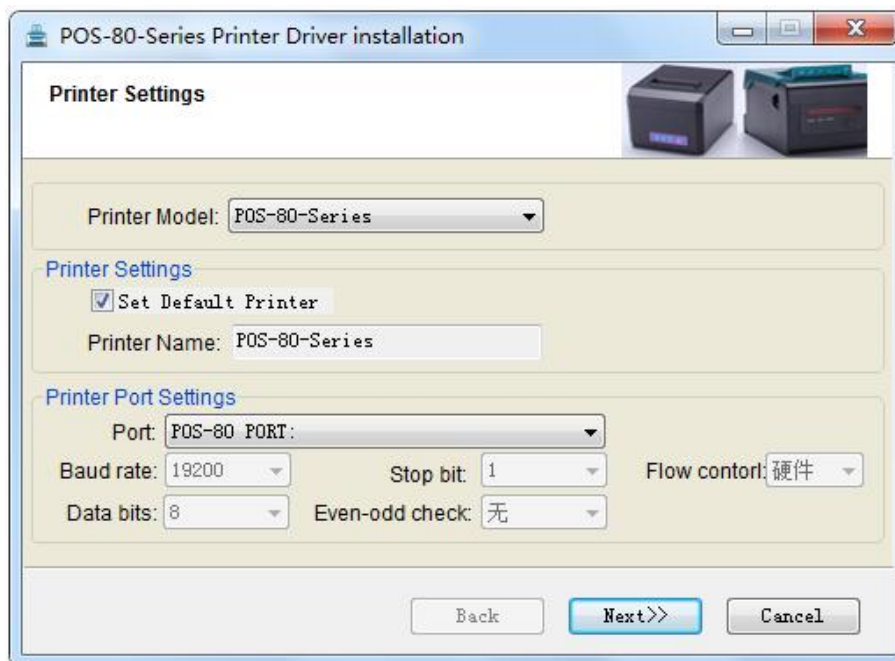 POS-80-Series Printer Driver installation
Printer Settings
Printer Model: POS-80-Series
Printer Settings
Set Default Printer
Printer Name: POS-80-Series
Printer Port Settings
Port: POS-80 PORT:
Baud rate: 19200 Stop bit: 1 Flow contorl: 硬件
Data bits: 8 Even-odd check: 无
Back Next>> Cancel